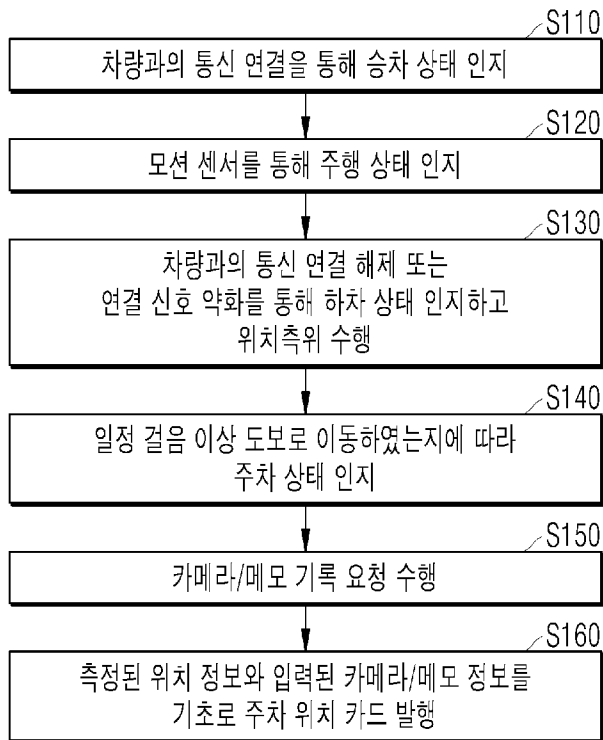 S110
차량과의 통신 연결을 통해 승차 상태 인지
S120
모션 센서를 통해 주행 상태 인지
S130
차량과의 통신 연결 해제 또는
연결 신호 약화를 통해 하차 상태 인지하고
위치측위 수행
S140
일정 걸음 이상 도보로 이동하였는지에 따라
주차 상태 인지
S150
카메라/메모 기록 요청 수행
S160
측정된 위치 정보와 입력된 카메라/메모 정보를
기초로 주차 위치 카드 발행